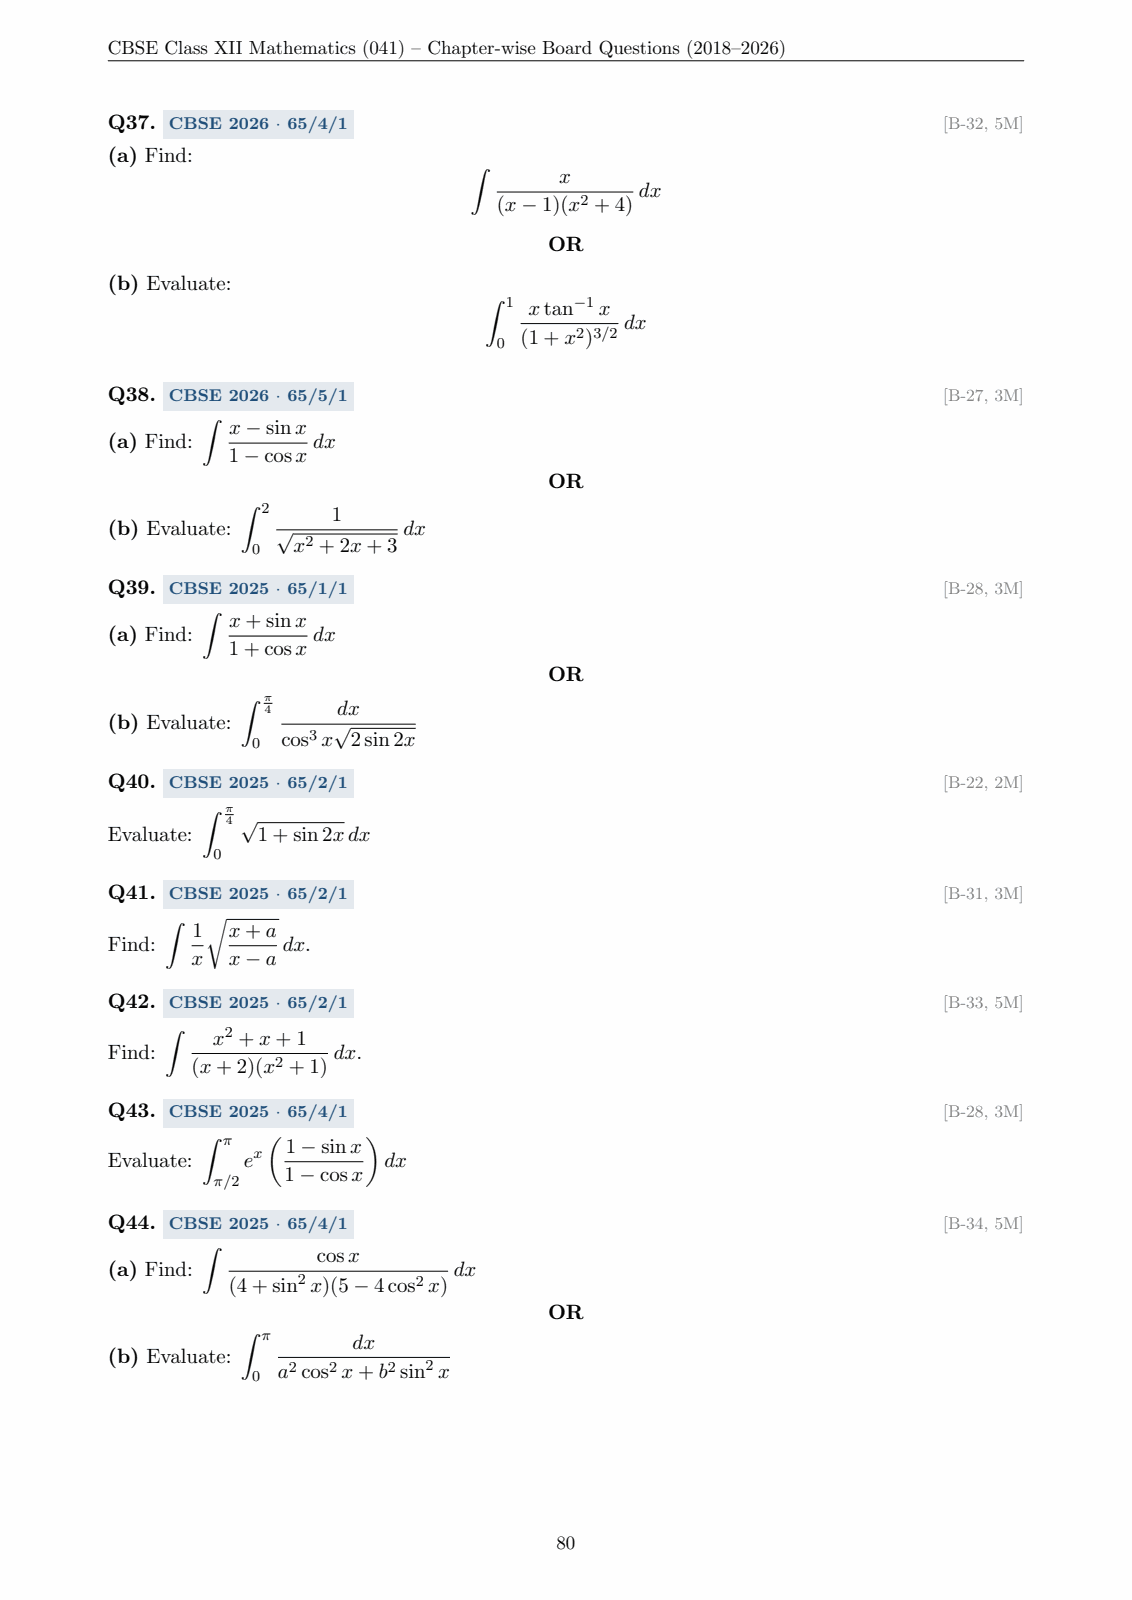 CBSE Class XII Mathematics (041) – Chapter-wise Board Questions (2018–2026)
Q37. CBSE 2026 · 65/4/1 [B-32, 5M]
(a) Find:
∫ x / ((x − 1)(x² + 4)) dx
OR
(b) Evaluate:
∫₀¹ x tan⁻¹ x / (1 + x²)^{3/2} dx
Q38. CBSE 2026 · 65/5/1 [B-27, 3M]
(a) Find: ∫ (x − sin x) / (1 − cos x) dx
OR
(b) Evaluate: ∫₀² 1 / √(x² + 2x + 3) dx
Q39. CBSE 2025 · 65/1/1 [B-28, 3M]
(a) Find: ∫ (x + sin x) / (1 + cos x) dx
OR
(b) Evaluate: ∫₀^{π/4} dx / (cos³ x √(2 sin 2x))
Q40. CBSE 2025 · 65/2/1 [B-22, 2M]
Evaluate: ∫₀^{π/4} √(1 + sin 2x) dx
Q41. CBSE 2025 · 65/2/1 [B-31, 3M]
Find: ∫ (1/x) √((x + a) / (x − a)) dx.
Q42. CBSE 2025 · 65/2/1 [B-33, 5M]
Find: ∫ (x² + x + 1) / ((x + 2)(x² + 1)) dx.
Q43. CBSE 2025 · 65/4/1 [B-28, 3M]
Evaluate: ∫_{π/2}^{π} eˣ ((1 − sin x) / (1 − cos x)) dx
Q44. CBSE 2025 · 65/4/1 [B-34, 5M]
(a) Find: ∫ cos x / ((4 + sin² x)(5 − 4 cos² x)) dx
OR
(b) Evaluate: ∫₀^{π} dx / (a² cos² x + b² sin² x)
80